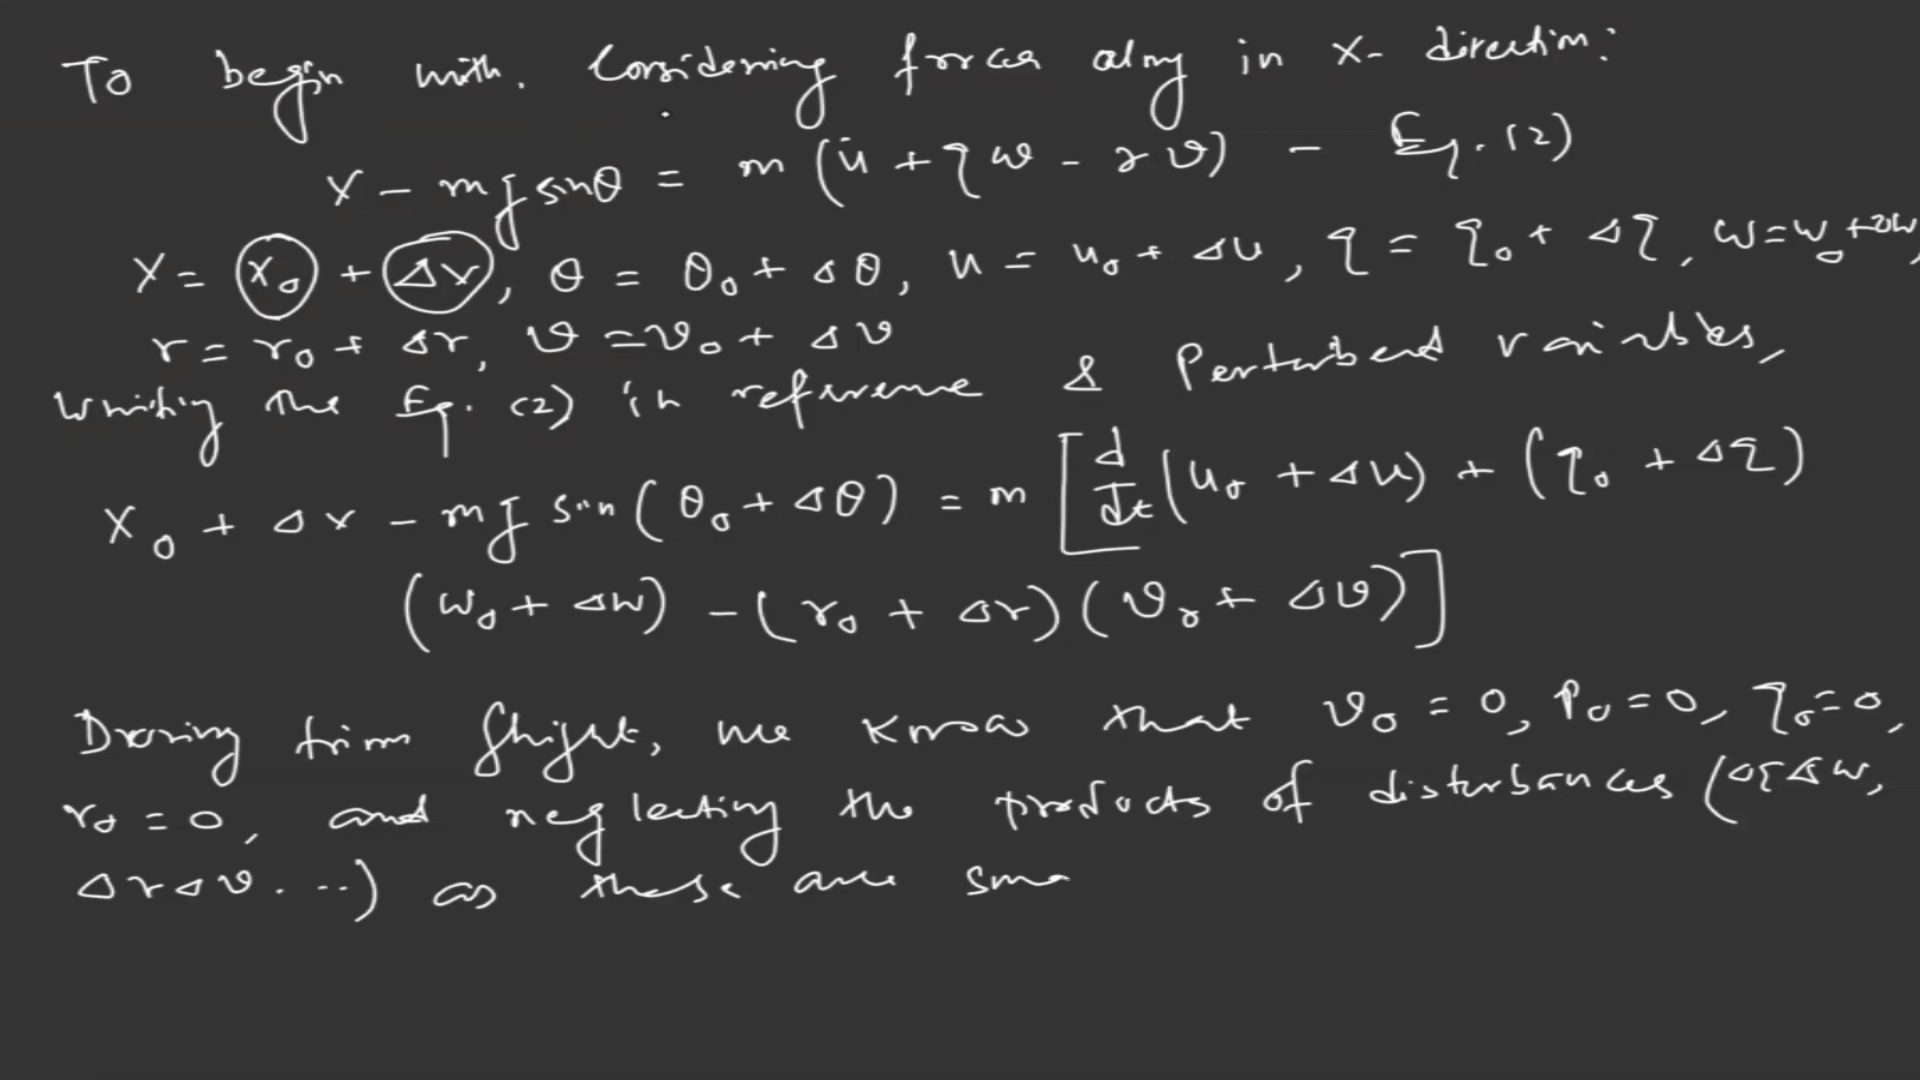 To begin with, Considering forces along in X- direction:
X - mg sinθ = m (u̇ + qw - rv) - Eq. (2)
X = X₀ + Δx, θ = θ₀ + Δθ, u = u₀ + Δu, q = q₀ + Δq, w = w₀ + Δw,
r = r₀ + Δr, v = v₀ + Δv
Writing the Eq. (2) in reference & Perturbed variables,
X₀ + Δx - mg sin(θ₀ + Δθ) = m [d/dt (u₀ + Δu) + (q₀ + Δq)
(w₀ + Δw) - (r₀ + Δr)(v₀ + Δv)]
During trim flight, we know that v₀ = 0, P₀ = 0, q₀ = 0,
r₀ = 0, and neglecting the products of disturbances (ΔqΔw,
ΔrΔv. ...) as these are sma